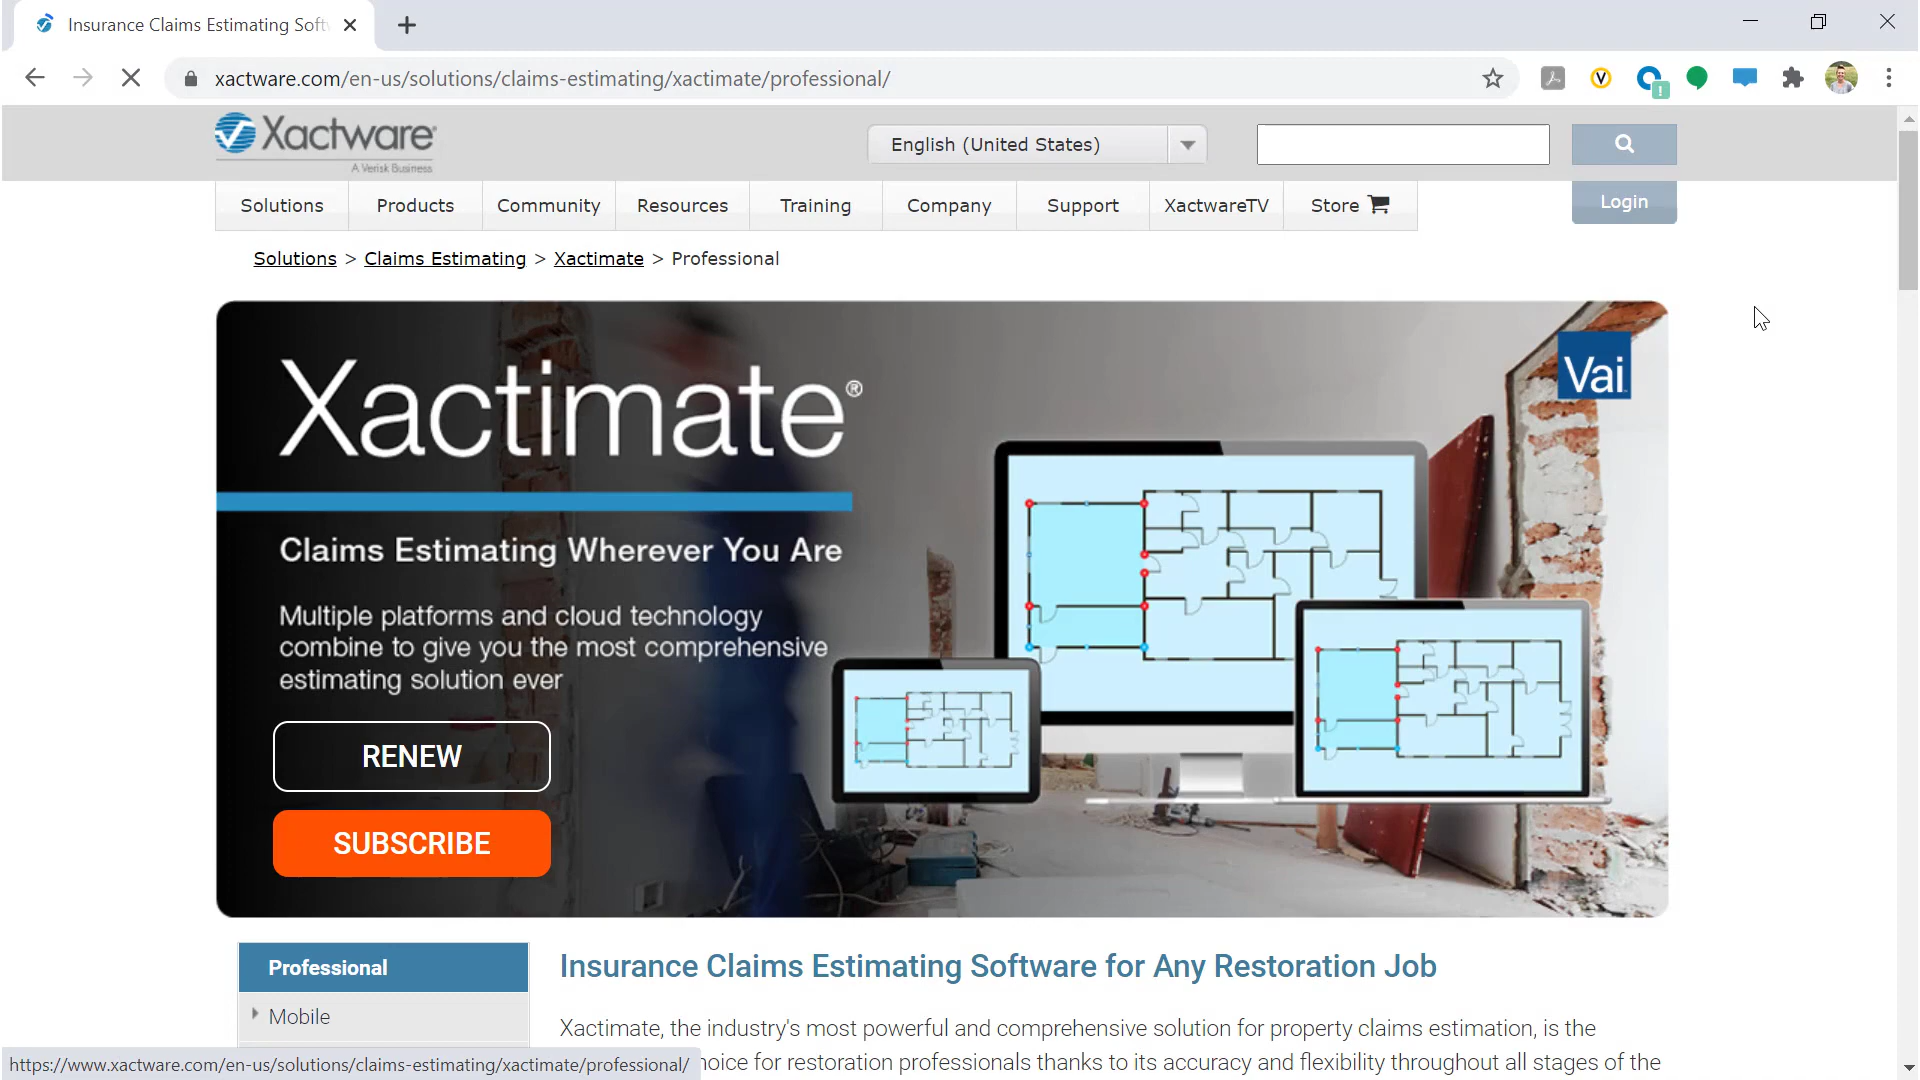 Insurance Claims Estimating Soft
xactware.com/en-us/solutions/claims-estimating/xactimate/professional/
Xactware®
A Verisk Business
English (United States)
Solutions
Products
Community
Resources
Training
Company
Support
XactwareTV
Store
Login
Solutions > Claims Estimating > Xactimate > Professional
Xactimate®
Vai
Claims Estimating Wherever You Are
Multiple platforms and cloud technology
combine to give you the most comprehensive
estimating solution ever
RENEW
SUBSCRIBE
Professional
Mobile
Insurance Claims Estimating Software for Any Restoration Job
Xactimate, the industry's most powerful and comprehensive solution for property claims estimation, is the
hoice for restoration professionals thanks to its accuracy and flexibility throughout all stages of the
https://www.xactware.com/en-us/solutions/claims-estimating/xactimate/professional/